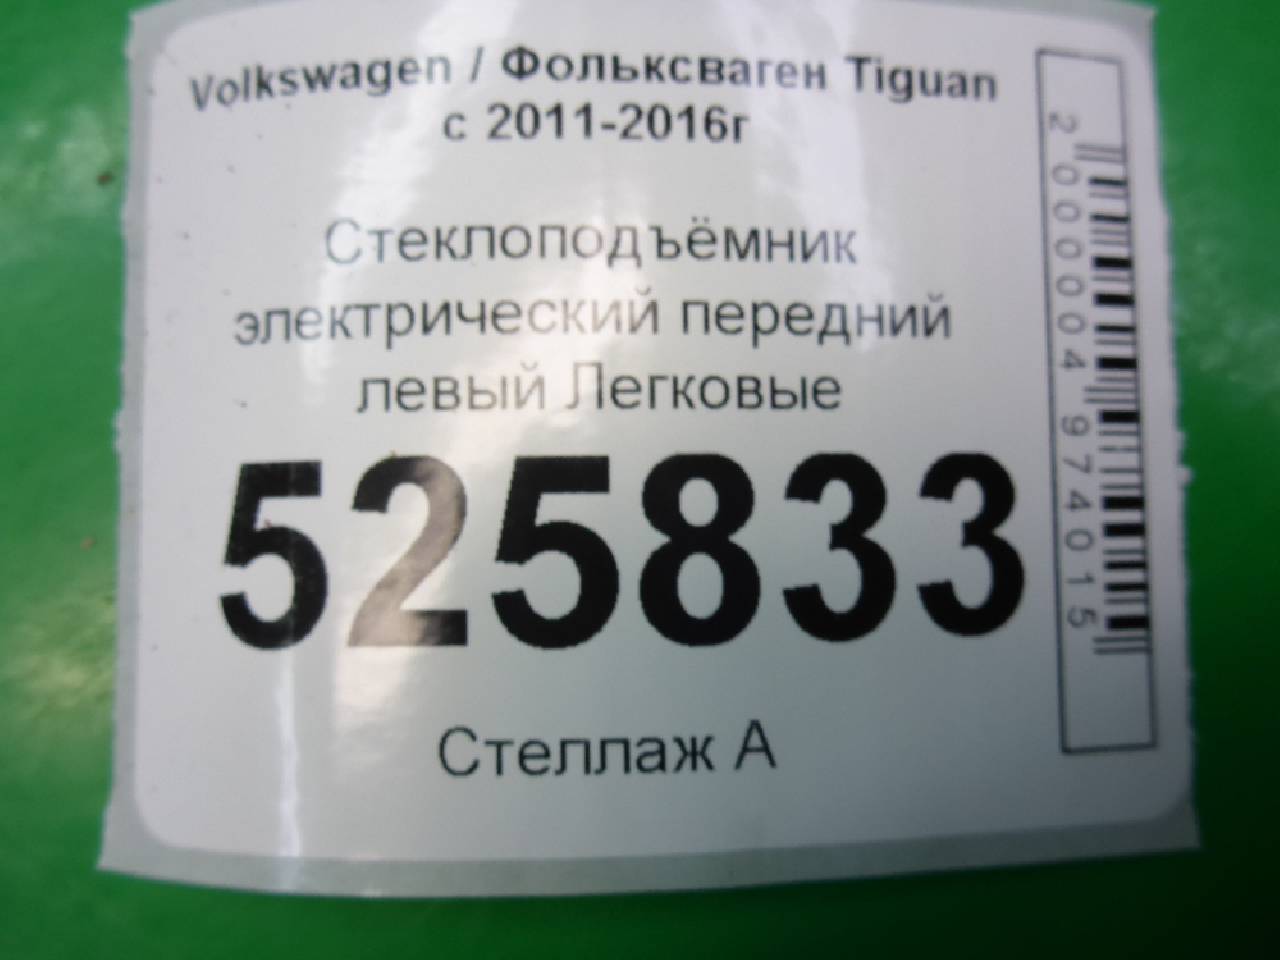 Volkswagen / Фольксваген Tiguan
с 2011-2016г
Стеклоподъёмник
электрический передний
левый Легковые
525833
Стеллаж А
2000004974015